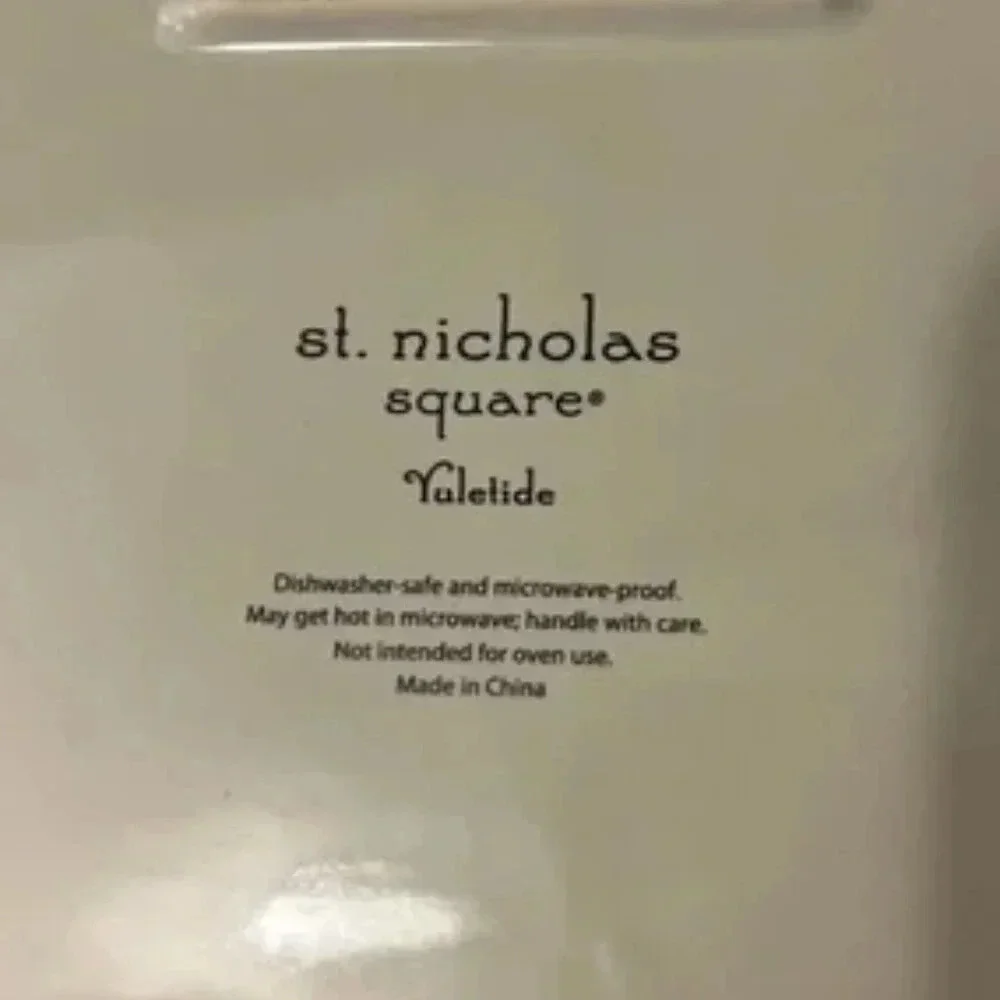 st. nicholas
square®
Yuletide
Dishwasher-safe and microwave-proof.
May get hot in microwave; handle with care.
Not intended for oven use.
Made in China